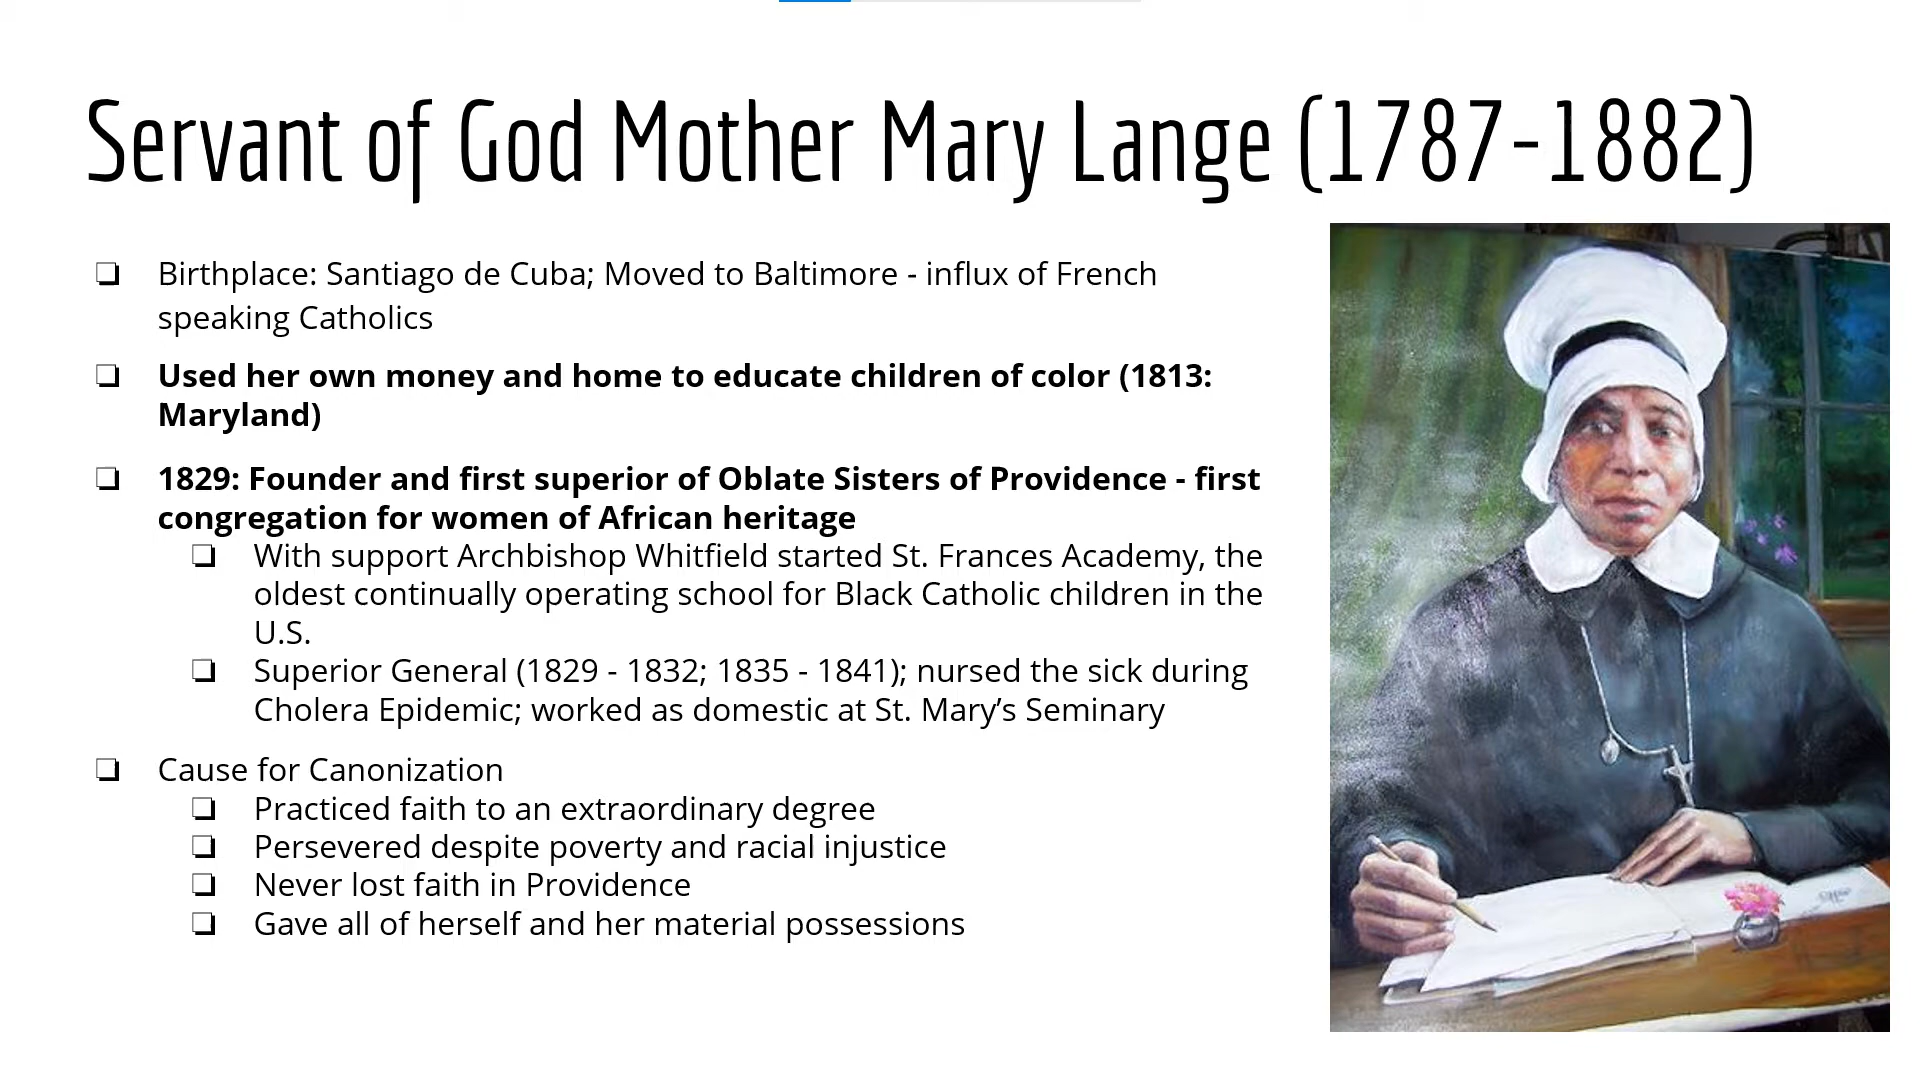 Servant of God Mother Mary Lange (1787-1882)
❏ Birthplace: Santiago de Cuba; Moved to Baltimore - influx of French
speaking Catholics
❏ Used her own money and home to educate children of color (1813:
Maryland)
❏ 1829: Founder and first superior of Oblate Sisters of Providence - first
congregation for women of African heritage
❏ With support Archbishop Whitfield started St. Frances Academy, the
oldest continually operating school for Black Catholic children in the
U.S.
❏ Superior General (1829 - 1832; 1835 - 1841); nursed the sick during
Cholera Epidemic; worked as domestic at St. Mary’s Seminary
❏ Cause for Canonization
❏ Practiced faith to an extraordinary degree
❏ Persevered despite poverty and racial injustice
❏ Never lost faith in Providence
❏ Gave all of herself and her material possessions